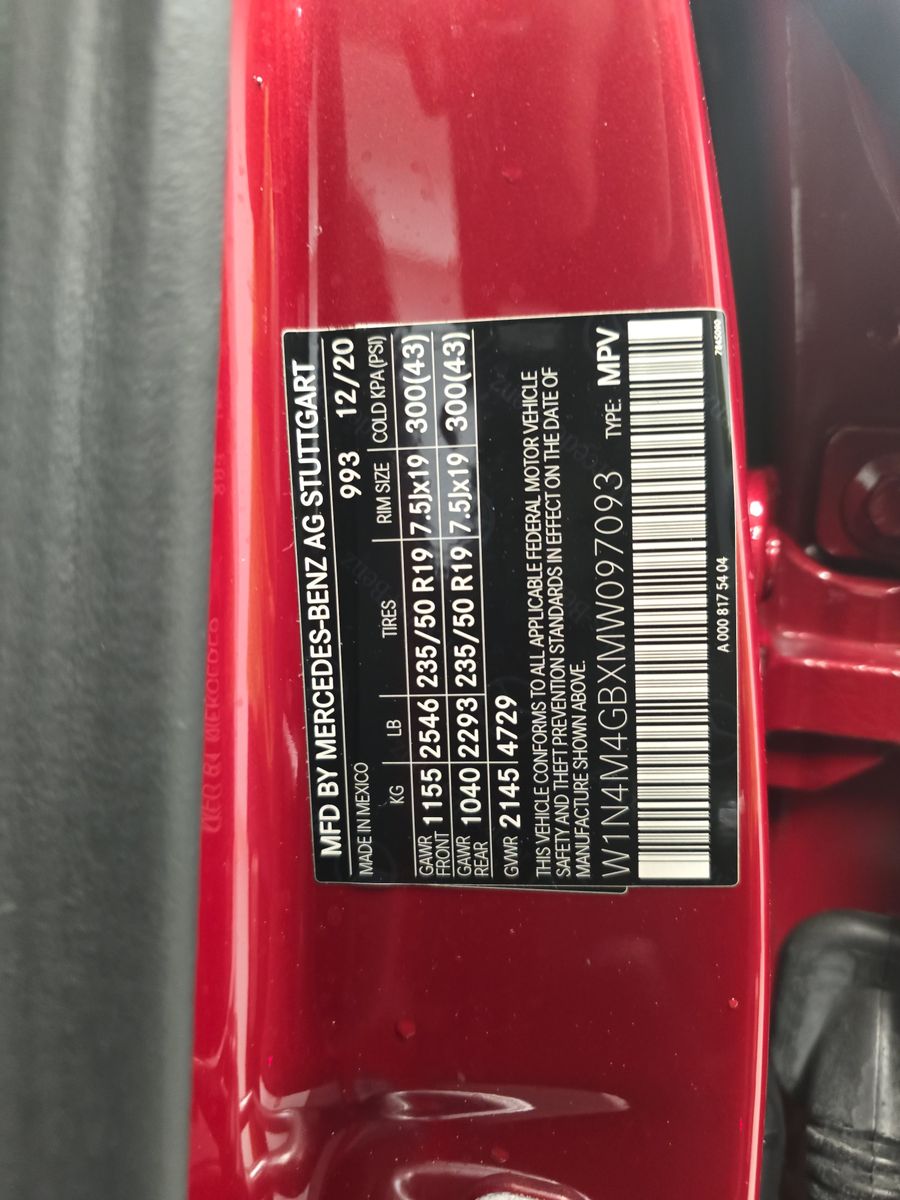 MFD BY MERCEDES-BENZ AG STUTTGART
MADE IN MEXICO 993 12/20
KG LB TIRES RIM SIZE COLD KPA(PSI)
GAWR FRONT 1155 2546 235/50 R19 7.5Jx19 300(43)
GAWR REAR 1040 2293 235/50 R19 7.5Jx19 300(43)
GVWR 2145 4729
THIS VEHICLE CONFORMS TO ALL APPLICABLE FEDERAL MOTOR VEHICLE
SAFETY AND THEFT PREVENTION STANDARDS IN EFFECT ON THE DATE OF
MANUFACTURE SHOWN ABOVE.
W1N4M4GBXMW097093 TYPE: MPV
A 000 817 54 04